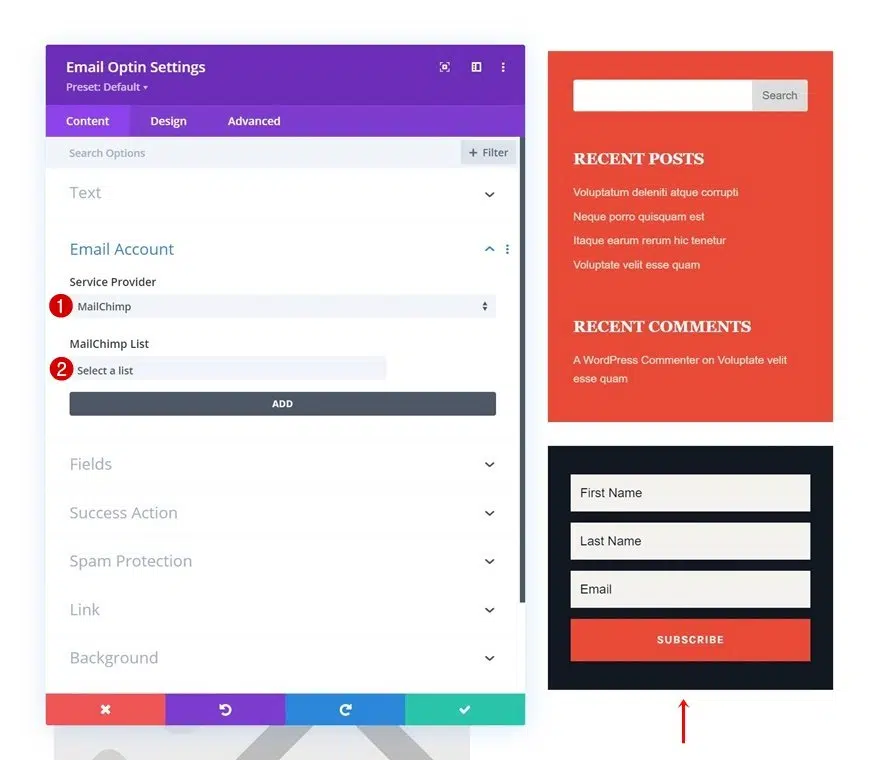 Email Optin Settings
Preset: Default
Content Design Advanced
Search Options + Filter
Text
Email Account
Service Provider
1 MailChimp
MailChimp List
2 Select a list
ADD
Fields
Success Action
Spam Protection
Link
Background
Search
RECENT POSTS
Voluptatum deleniti atque corrupti
Neque porro quisquam est
Itaque earum rerum hic tenetur
Voluptate velit esse quam
RECENT COMMENTS
A WordPress Commenter on Voluptate velit
esse quam
First Name
Last Name
Email
SUBSCRIBE